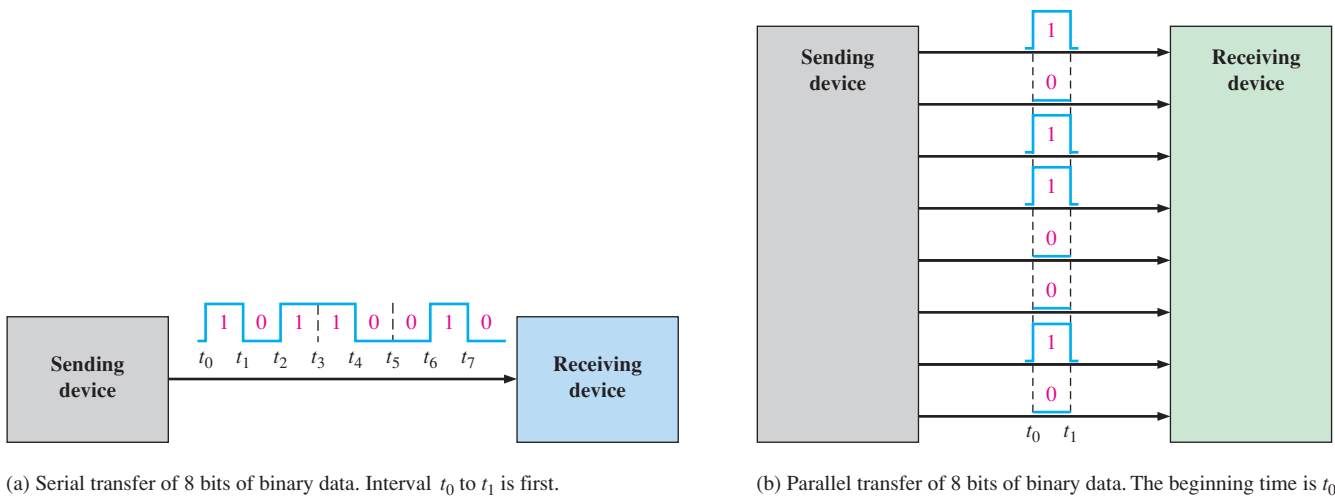 Sending
device
1 0 1 1 0 0 1 0
t0 t1 t2 t3 t4 t5 t6 t7
Receiving
device
(a) Serial transfer of 8 bits of binary data. Interval t0 to t1 is first.
Sending
device
1
0
1
1
0
0
1
0
t0 t1
Receiving
device
(b) Parallel transfer of 8 bits of binary data. The beginning time is t0